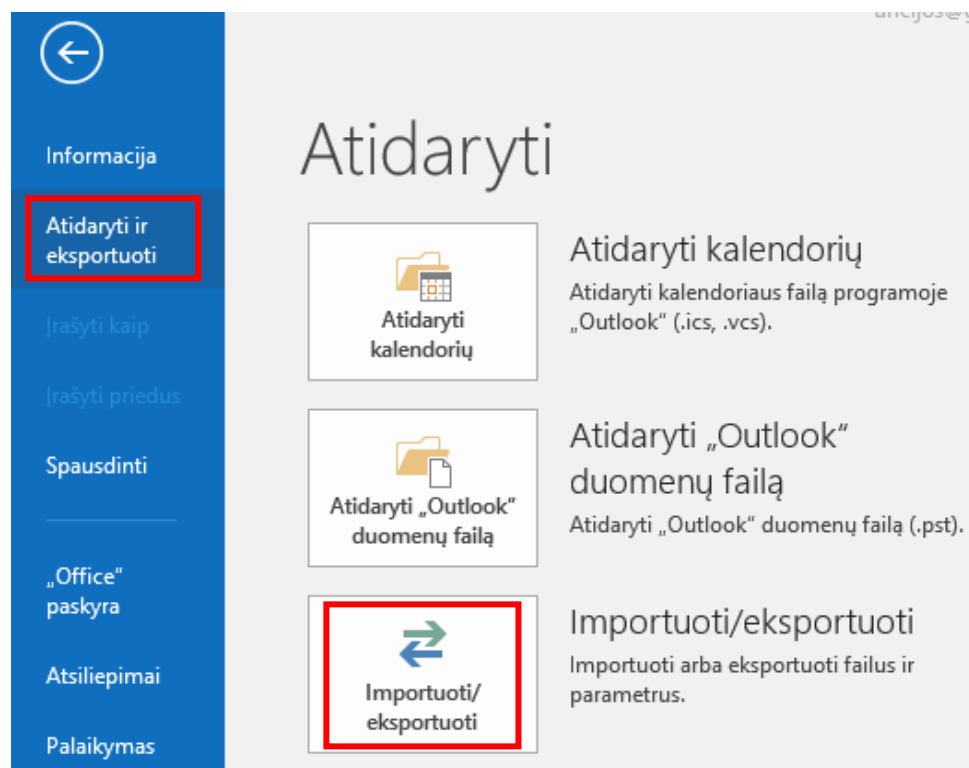 Informacija
Atidaryti ir
eksportuoti
Įrašyti kaip
Įrašyti priedus
Spausdinti
„Office"
paskyra
Atsiliepimai
Palaikymas
Atidaryti
Atidaryti
kalendorių
Atidaryti kalendorių
Atidaryti kalendoriaus failą programoje
„Outlook" (.ics, .vcs).
Atidaryti „Outlook"
duomenų failą
Atidaryti „Outlook"
duomenų failą
Atidaryti „Outlook" duomenų failą (.pst).
Importuoti/
eksportuoti
Importuoti/eksportuoti
Importuoti arba eksportuoti failus ir
parametrus.